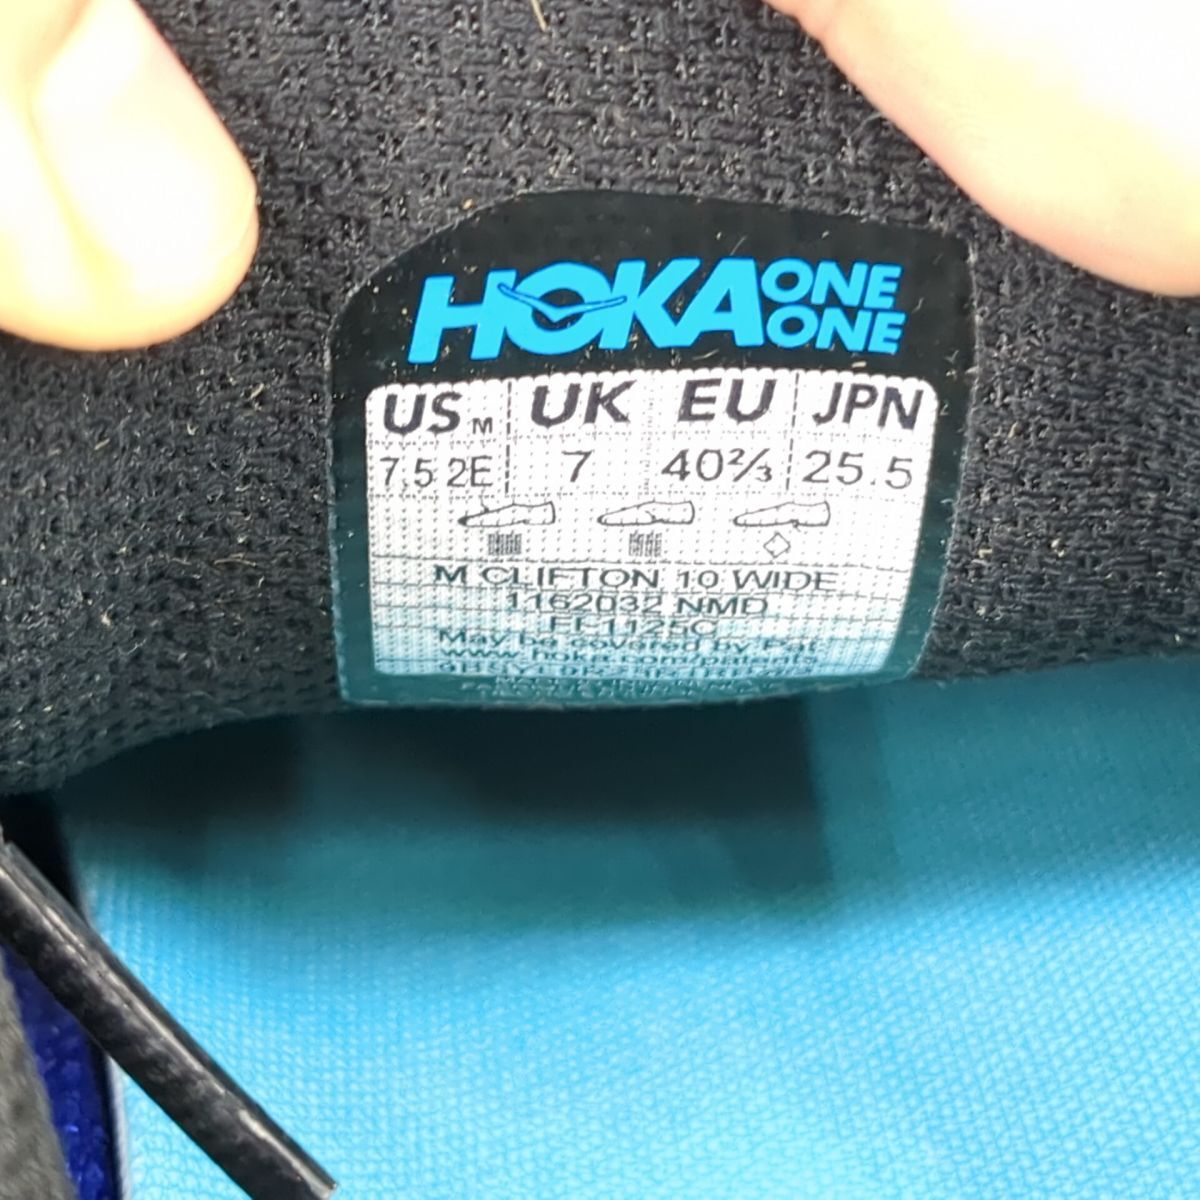 HOKA ONE ONE
US M UK EU JPN
7.5 2E 7 40⅔ 25.5
M CLIFTON 10 WIDE
1162032 NMD
FF1125C
May be covered by Pat.
www.hoka.com/patents